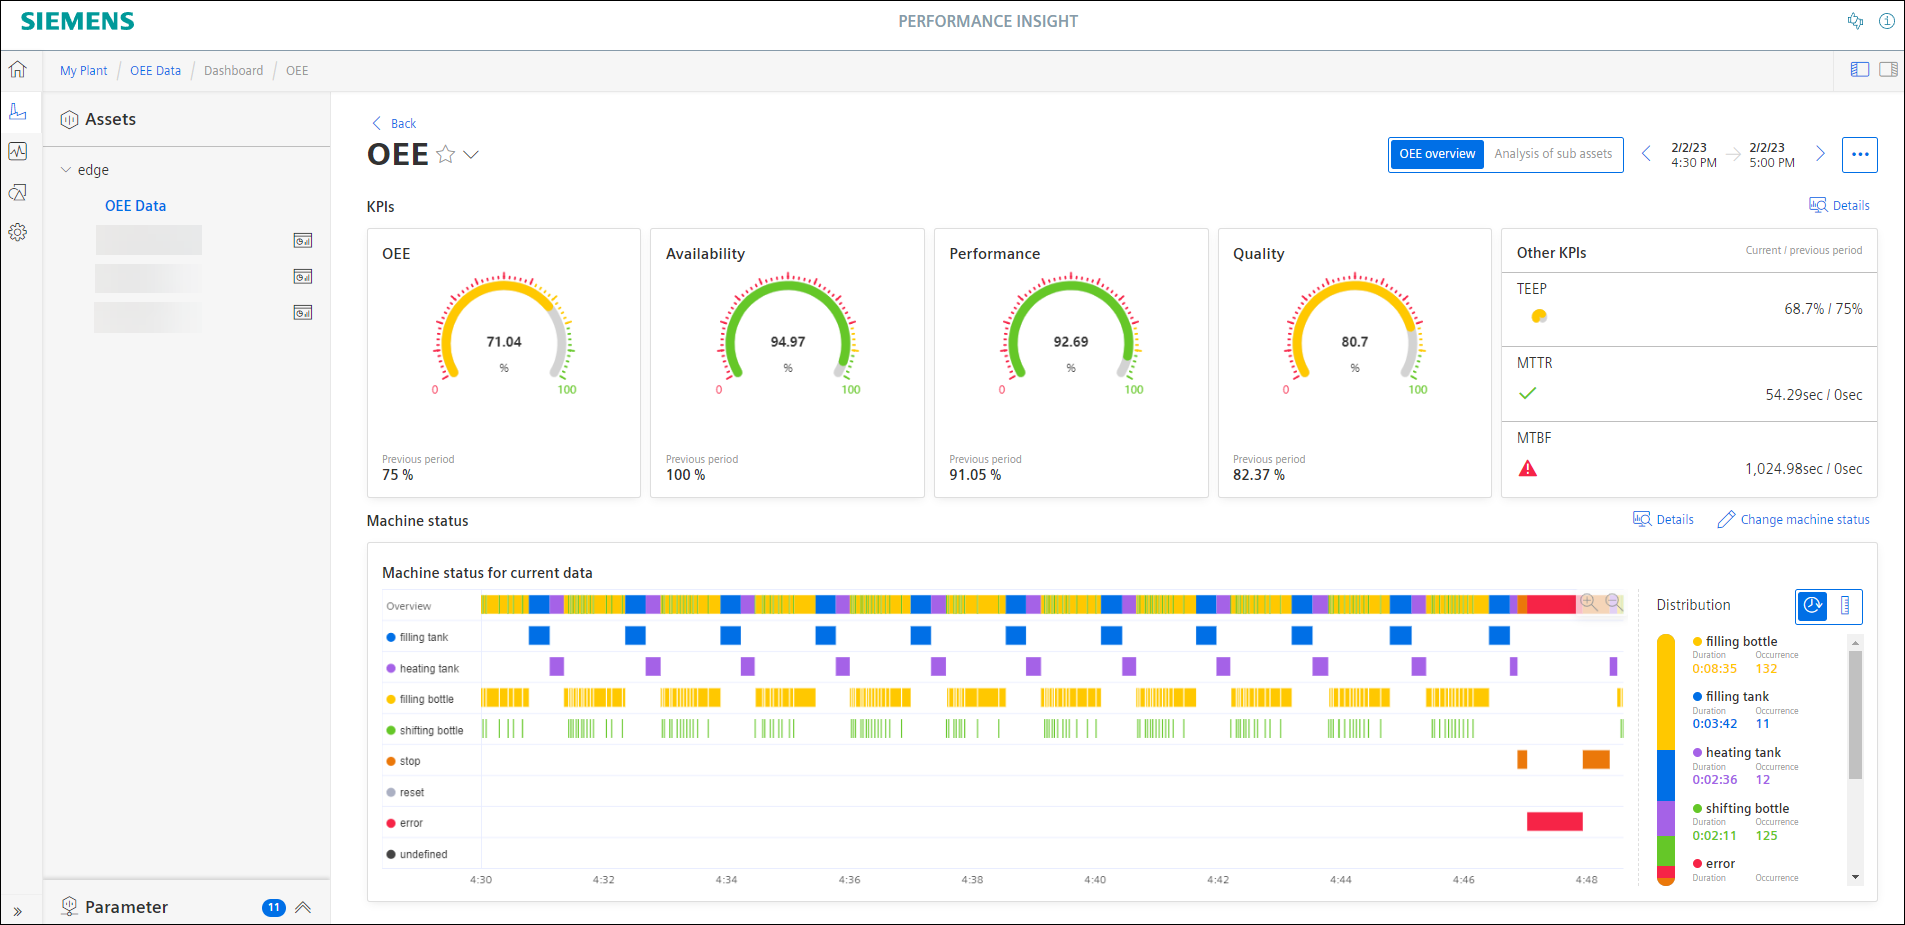 SIEMENS
PERFORMANCE INSIGHT
My Plant / OEE Data / Dashboard / OEE
Assets
edge
OEE Data
Parameter
11
Back
OEE
OEE overview
Analysis of sub assets
2/2/23
4:30 PM
2/2/23
5:00 PM
KPIs
Details
OEE
71.04
%
0
100
Previous period
75 %
Availability
94.97
%
0
100
Previous period
100 %
Performance
92.69
%
0
100
Previous period
91.05 %
Quality
80.7
%
0
100
Previous period
82.37 %
Other KPIs
Current / previous period
TEEP
68.7% / 75%
MTTR
54.29sec / 0sec
MTBF
1,024.98sec / 0sec
Machine status
Details
Change machine status
Machine status for current data
Overview
filling tank
heating tank
filling bottle
shifting bottle
stop
reset
error
undefined
4:30 4:32 4:34 4:36 4:38 4:40 4:42 4:44 4:46 4:48
Distribution
filling bottle
Duration Occurrence
0:08:35 132
filling tank
Duration Occurrence
0:03:42 11
heating tank
Duration Occurrence
0:02:36 12
shifting bottle
Duration Occurrence
0:02:11 125
error
Duration Occurrence